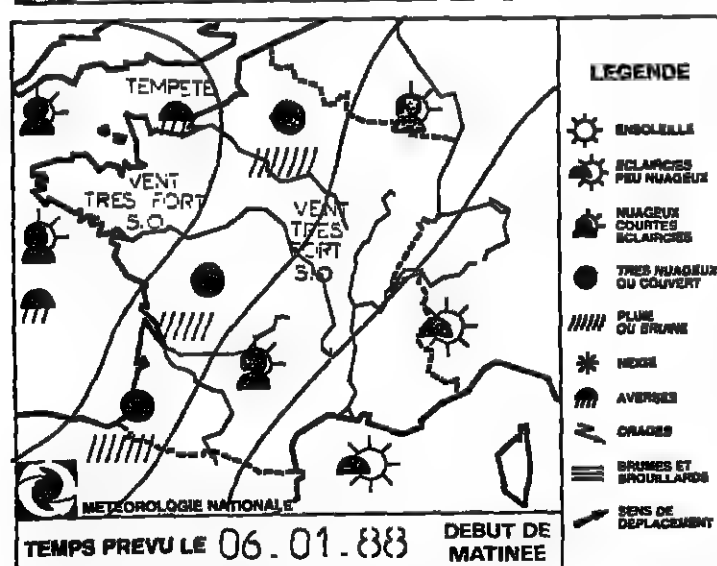 TEMPETE
VENT
TRES FORT
S.O
VENT
TRES
FORT
S.O
METEOROLOGIE NATIONALE
TEMPS PREVU LE 06.01.88 DEBUT DE
MATINEE
LEGENDE
ENSOLEILLE
ECLAIRCIES
PEU NUAGEUX
NUAGEUX
COURTES
ECLAIRCIES
TRES NUAGEUX
OU COUVERT
PLUIE
OU BRUINE
NEIGE
AVERSES
ORAGES
BRUMES ET
BROUILLARDS
SENS DE
DEPLACEMENT